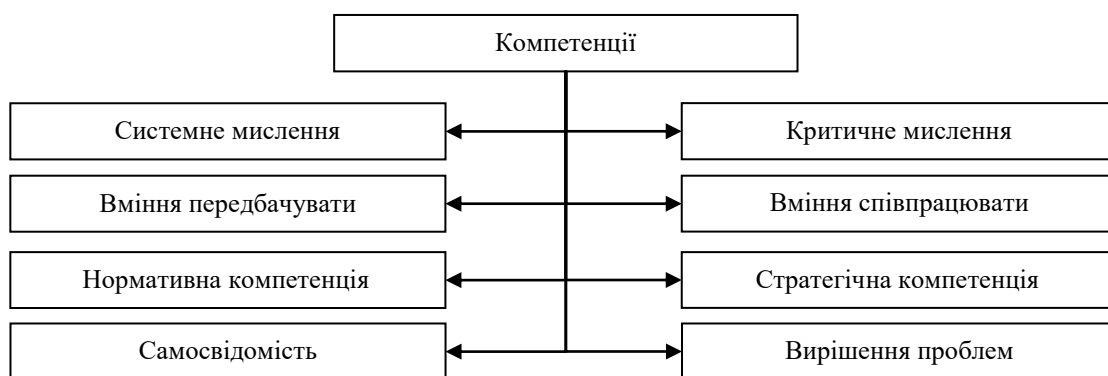 Компетенції
Системне мислення
Критичне мислення
Вміння передбачувати
Вміння співпрацювати
Нормативна компетенція
Стратегічна компетенція
Самосвідомість
Вирішення проблем